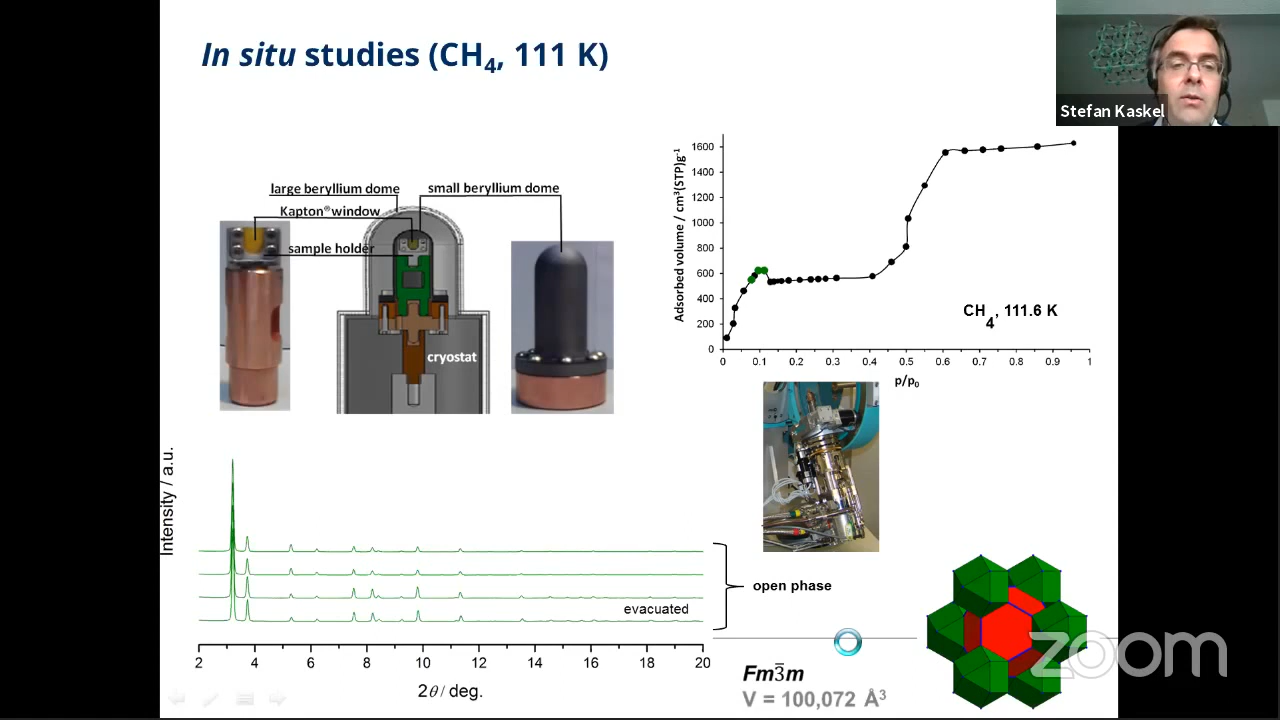 In situ studies (CH4, 111 K)
Stefan Kaskel
large beryllium dome
small beryllium dome
Kapton® window
sample holder
cryostat
Adsorbed volume / cm³(STP)g⁻¹
1600
1400
1200
1000
800
600
400
200
0
0 0.1 0.2 0.3 0.4 0.5 0.6 0.7 0.8 0.9 1
p/p₀
CH4, 111.6 K
Intensity / a.u.
evacuated
open phase
2 4 6 8 10 12 14 16 18 20
2θ / deg.
Fm3̅m
V = 100,072 Å³
zoom